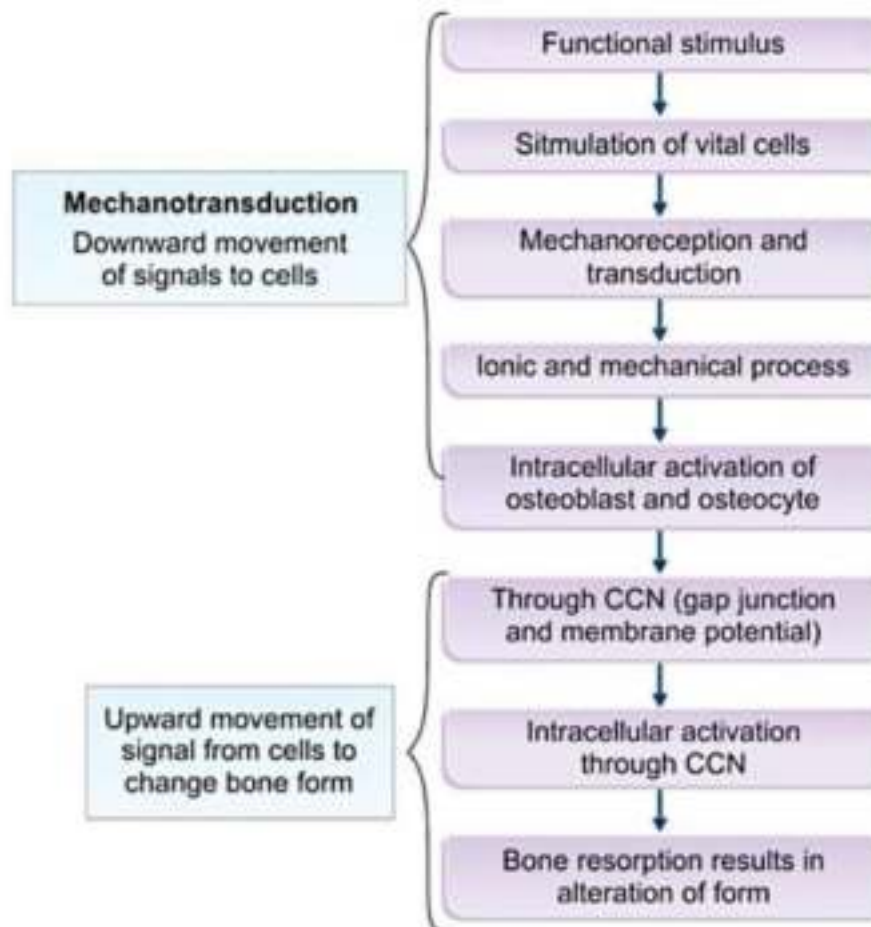 Functional stimulus
Sitmulation of vital cells
Mechanotransduction
Downward movement
of signals to cells
Mechanoreception and
transduction
Ionic and mechanical process
Intracellular activation of
osteoblast and osteocyte
Through CCN (gap junction
and membrane potential)
Upward movement of
signal from cells to
change bone form
Intracellular activation
through CCN
Bone resorption results in
alteration of form